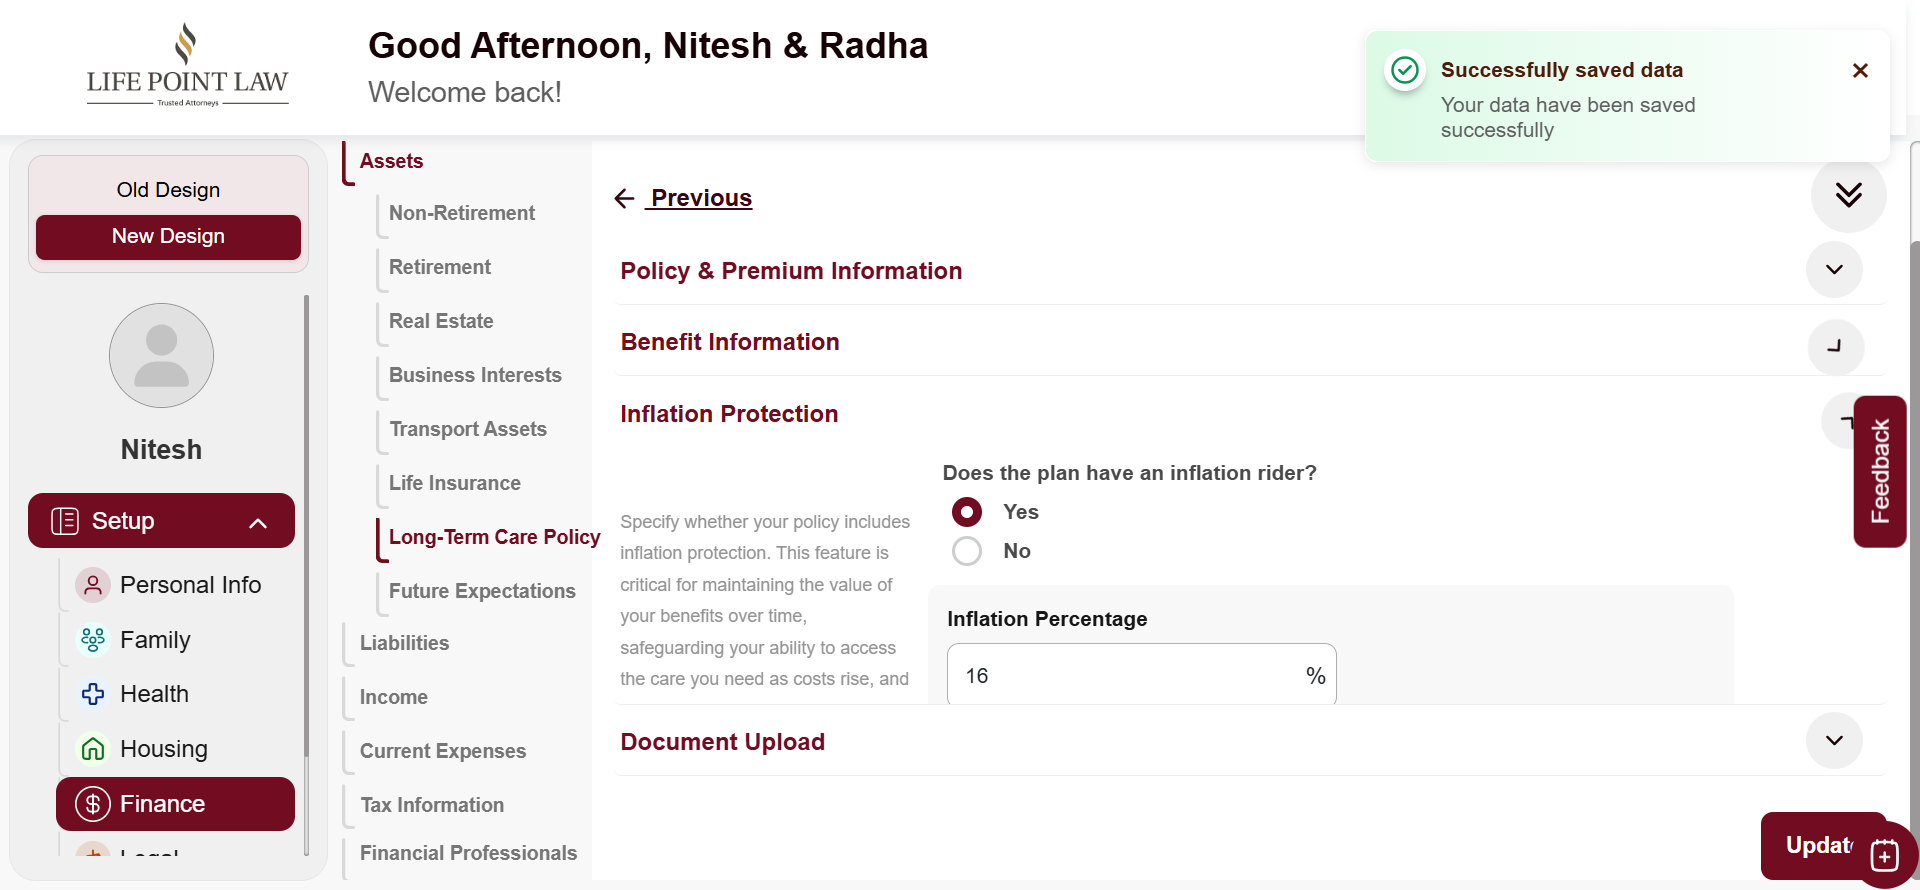 LIFE POINT LAW
Trusted Attorneys
Good Afternoon, Nitesh & Radha
Welcome back!
Successfully saved data
Your data have been saved
successfully
Old Design
New Design
Nitesh
Setup
Personal Info
Family
Health
Housing
Finance
Assets
Non-Retirement
Retirement
Real Estate
Business Interests
Transport Assets
Life Insurance
Long-Term Care Policy
Future Expectations
Liabilities
Income
Current Expenses
Tax Information
Financial Professionals
Previous
Policy & Premium Information
Benefit Information
Inflation Protection
Specify whether your policy includes
inflation protection. This feature is
critical for maintaining the value of
your benefits over time,
safeguarding your ability to access
the care you need as costs rise, and
Does the plan have an inflation rider?
Yes
No
Inflation Percentage
16 %
Document Upload
Feedback
Update